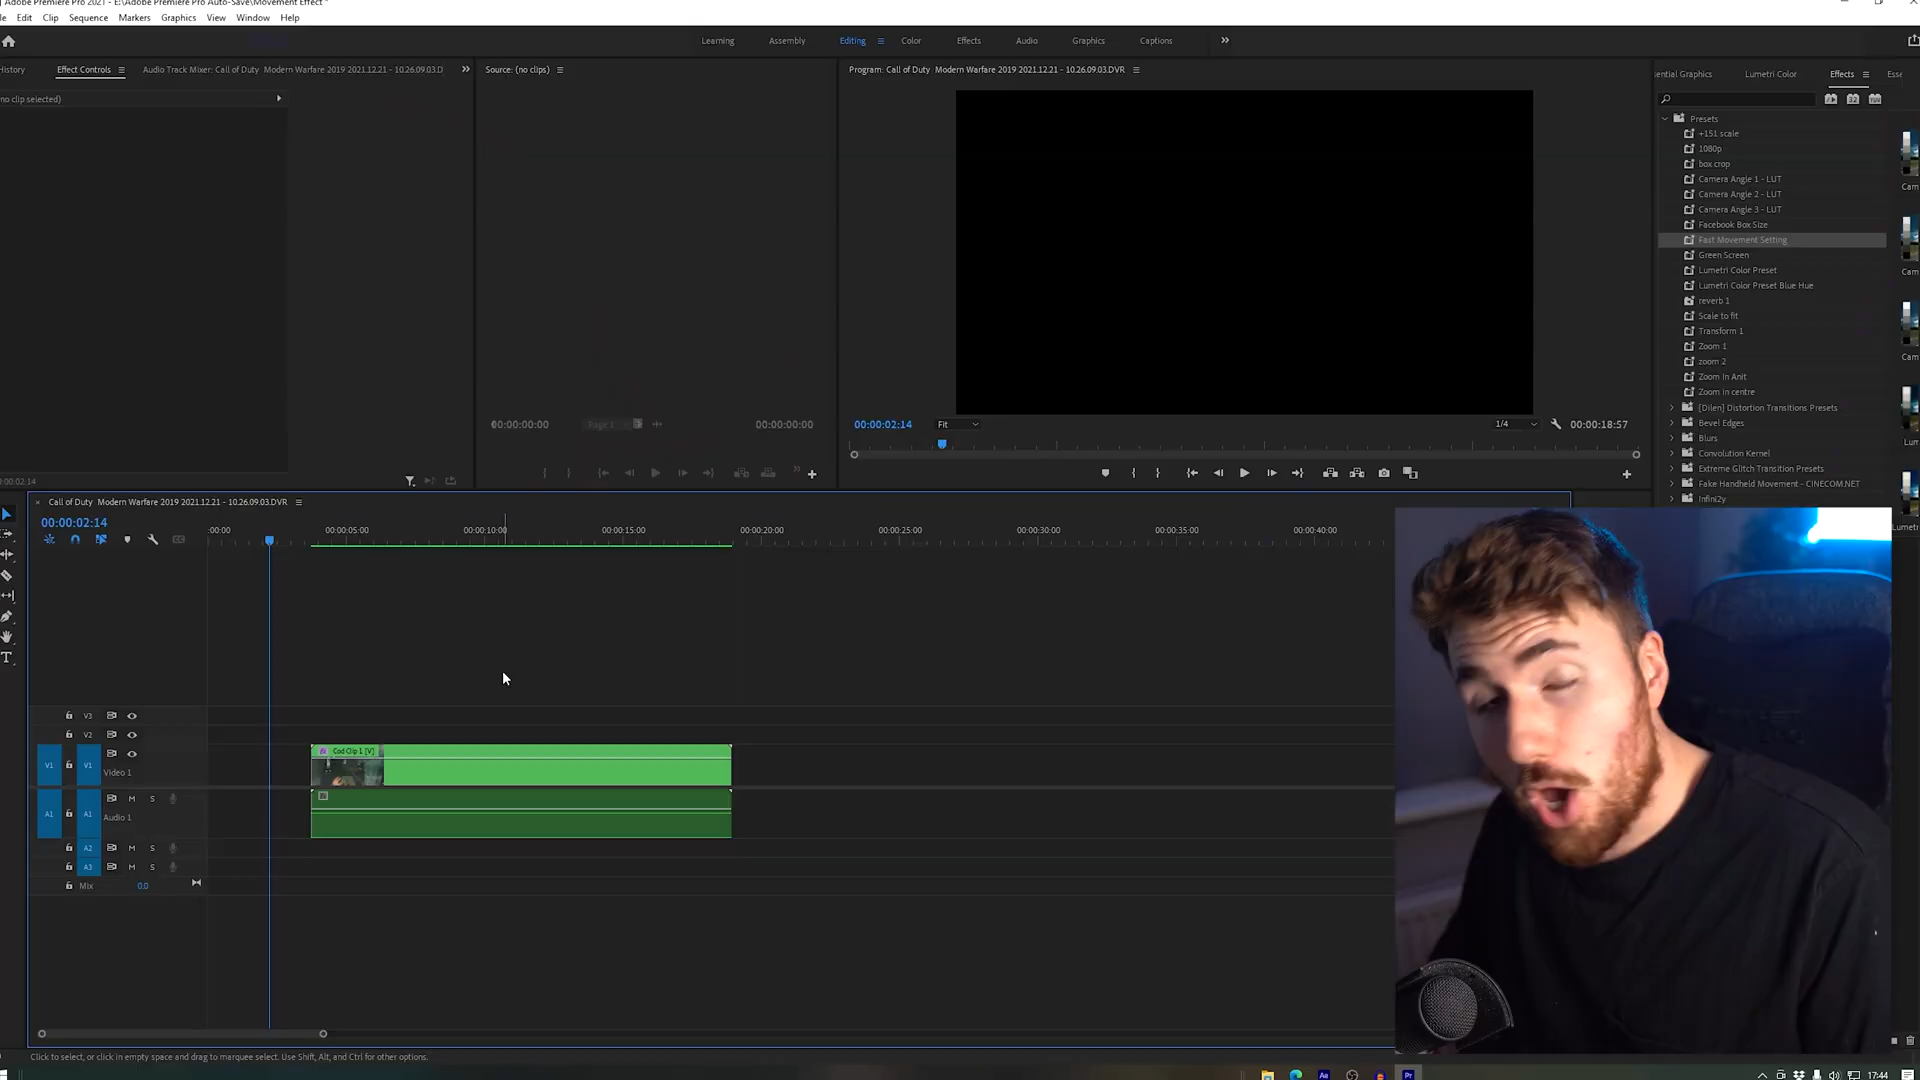 Adobe Premiere Pro 2021 - E:\Adobe Premiere Pro Auto-Save\Movement Effect *
Edit Clip Sequence Markers Graphics View Window Help
Learning Assembly Editing Color Effects Audio Graphics Captions
History Effect Controls Audio Track Mixer: Call of Duty Modern Warfare 2019 2021.12.21 - 10.26.09.03.D
Source: (no clips)
Program: Call of Duty Modern Warfare 2019 2021.12.21 - 10.26.09.03.DVR
ential Graphics Lumetri Color Effects Esse
no clip selected)
Presets
+151 scale
1080p
box crop
Camera Angle 1 - LUT
Camera Angle 2 - LUT
Camera Angle 3 - LUT
Facebook Box Size
Fast Movement Setting
Green Screen
Lumetri Color Preset
Lumetri Color Preset Blue Hue
reverb 1
Scale to fit
Transform 1
Zoom 1
zoom 2
Zoom In Anit
Zoom in centre
[Dilen] Distortion Transitions Presets
Bevel Edges
Blurs
Convolution Kernel
Extreme Glitch Transition Presets
Fake Handheld Movement - CINECOM.NET
Infini2y
Cam
Cam
Cam
Cam
Lum
Lumetri
00:00:00:00 Page 1 00:00:00:00
00:00:02:14 Fit 1/4 00:00:18:57
0:00:02:14
Call of Duty Modern Warfare 2019 2021.12.21 - 10.26.09.03.DVR
00:00:02:14
:00:00 00:00:05:00 00:00:10:00 00:00:15:00 00:00:20:00 00:00:25:00 00:00:30:00 00:00:35:00 00:00:40:00
V3
V2
V1 V1 Video 1
Cod Clip 1 [V]
A1 A1 M S Audio 1
A2 M S
A3 M S
Mix 0.0
Click to select, or click in empty space and drag to marquee select. Use Shift, Alt, and Ctrl for other options.
Ae Pr 17:44